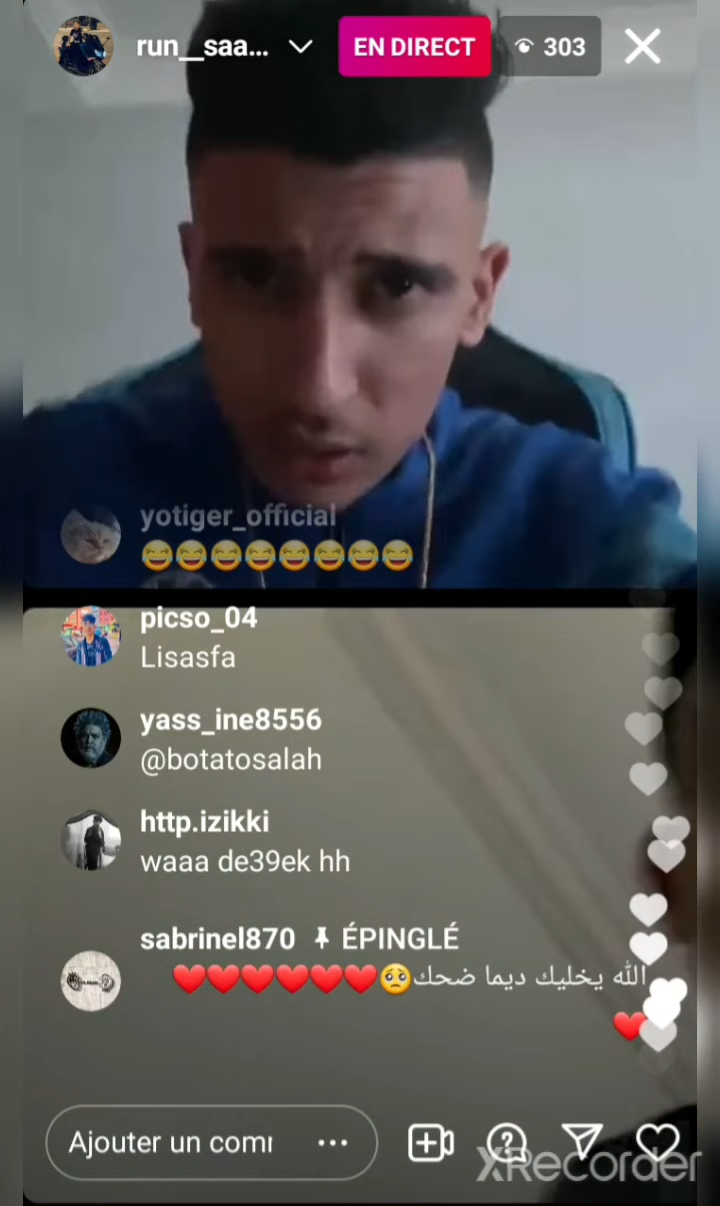 run__saa...
EN DIRECT
303
yotiger_official
😂😂😂😂😂😂😂😂
picso_04
Lisasfa
yass_ine8556
@botatosalah
http.izikki
waaa de39ek hh
sabrinel870 📌 ÉPINGLÉ
الله يخليك ديما ضحك🥺❤️❤️❤️❤️❤️❤️
❤️
Ajouter un comr
XRecorder